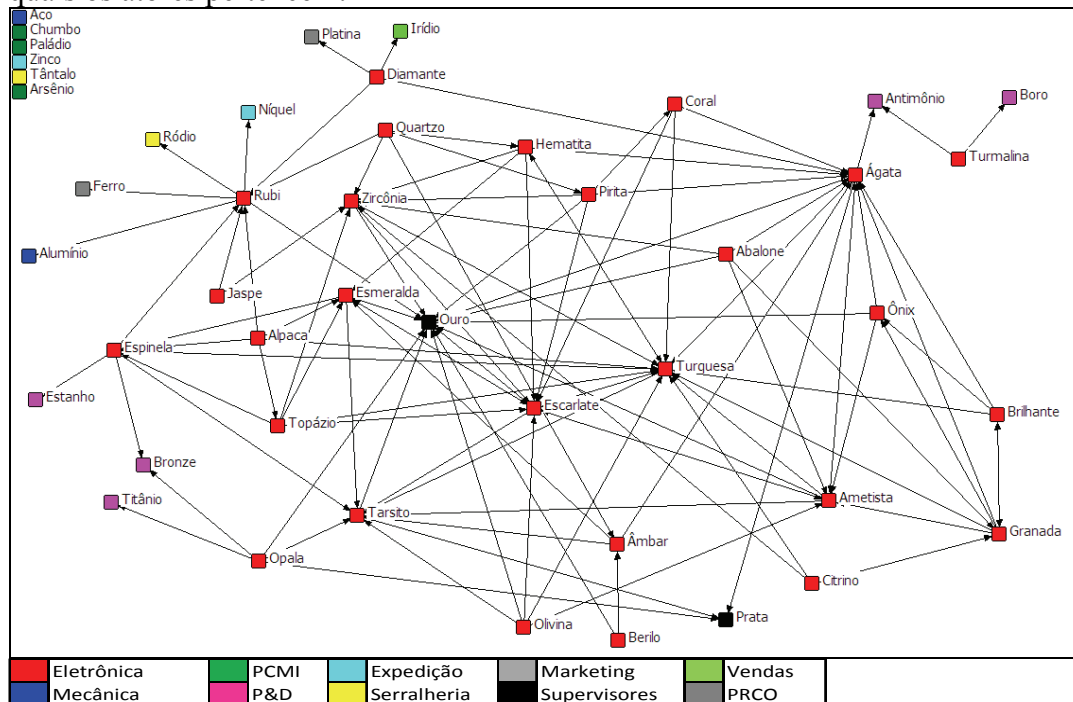 Aco
Chumbo
Paládio
Zinco
Tântalo
Arsênio
Platina
Irídio
Diamante
Níquel
Quartzo
Coral
Antimônio
Boro
Ródio
Hematita
Turmalina
Ferro
Rubi
Zircônia
Pirita
Ágata
Alumínio
Abalone
Jaspe
Esmeralda
Ouro
Ônix
Espinela
Alpaca
Turquesa
Estanho
Topázio
Escarlate
Brilhante
Bronze
Titânio
Tarsito
Ametista
Âmbar
Granada
Opala
Citrino
Olivina
Berilo
Prata
Eletrônica PCMI Expedição Marketing Vendas
Mecânica P&D Serralheria Supervisores PRCO